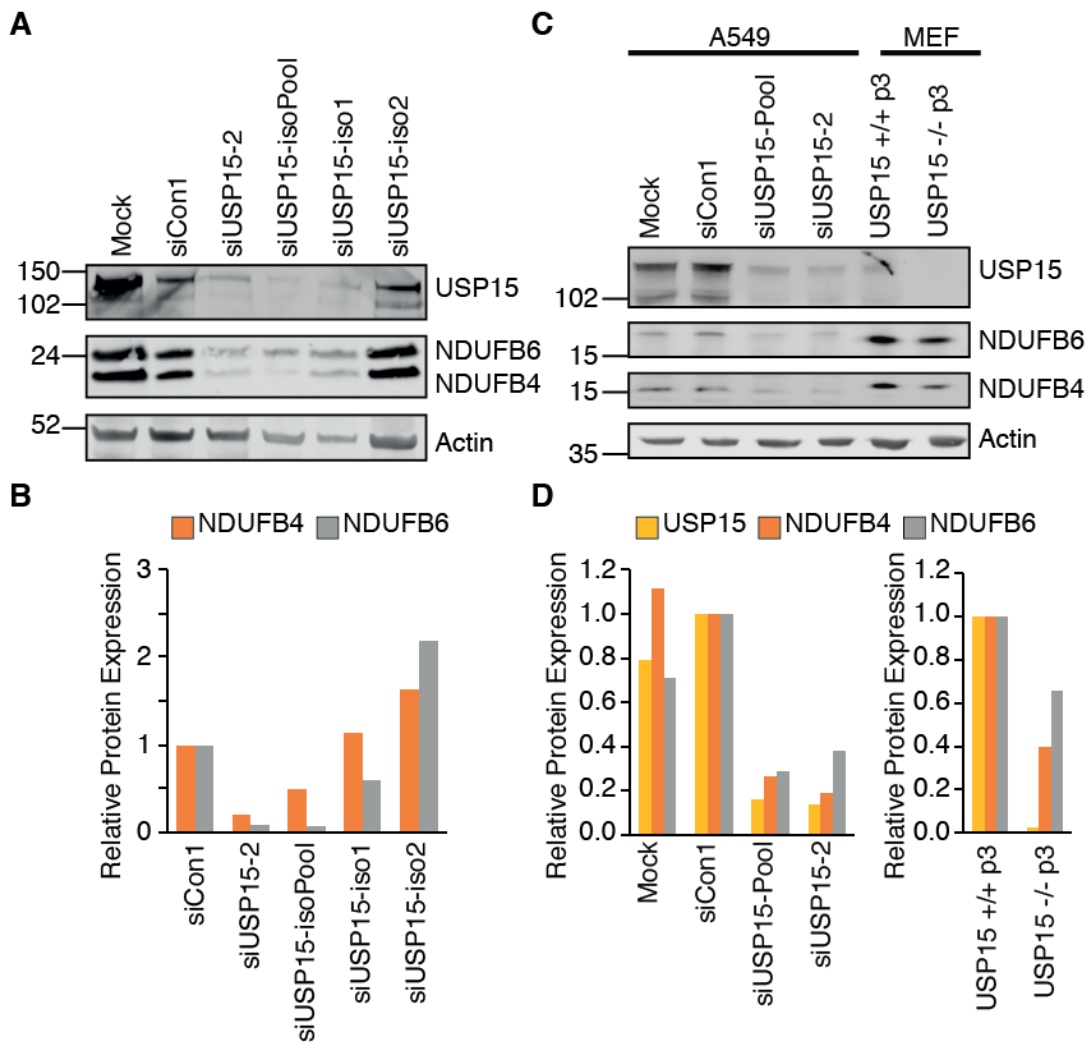 A
Mock
siCon1
siUSP15-2
siUSP15-isoPool
siUSP15-iso1
siUSP15-iso2
150
102
USP15
24
NDUFB6
NDUFB4
52
Actin
C
A549
MEF
Mock
siCon1
siUSP15-Pool
siUSP15-2
USP15 +/+ p3
USP15 -/- p3
102
USP15
15
NDUFB6
15
NDUFB4
35
Actin
B
NDUFB4 NDUFB6
Relative Protein Expression
3
2
1
0
siCon1
siUSP15-2
siUSP15-isoPool
siUSP15-iso1
siUSP15-iso2
D
USP15 NDUFB4 NDUFB6
Relative Protein Expression
1.2
1.0
0.8
0.6
0.4
0.2
0.0
Mock
siCon1
siUSP15-Pool
siUSP15-2
Relative Protein Expression
1.2
1.0
0.8
0.6
0.4
0.2
0.0
USP15 +/+ p3
USP15 -/- p3